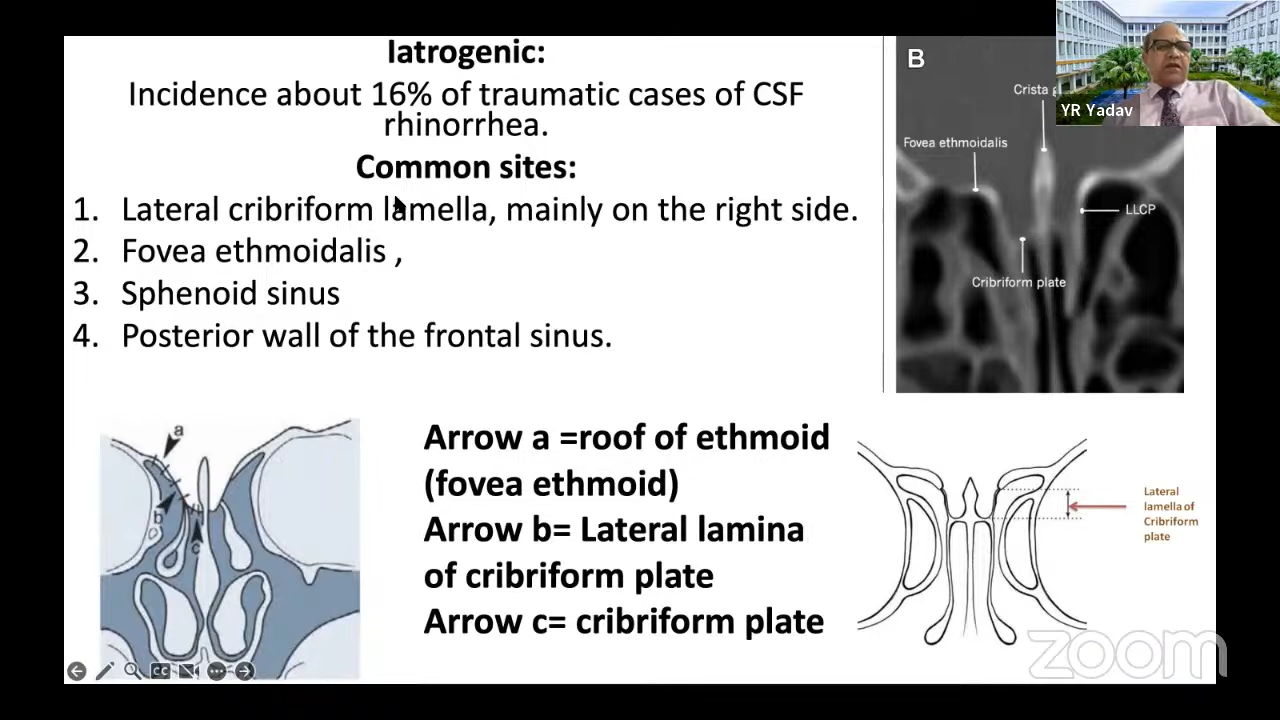 Iatrogenic:
Incidence about 16% of traumatic cases of CSF
rhinorrhea.
Common sites:
1. Lateral cribriform lamella, mainly on the right side.
2. Fovea ethmoidalis ,
3. Sphenoid sinus
4. Posterior wall of the frontal sinus.
B
Crista
Fovea ethmoidalis
LLCP
Cribriform plate
YR Yadav
a
b
c
Arrow a =roof of ethmoid
(fovea ethmoid)
Arrow b= Lateral lamina
of cribriform plate
Arrow c= cribriform plate
Lateral
lamella of
Cribriform
plate
CC
zoom